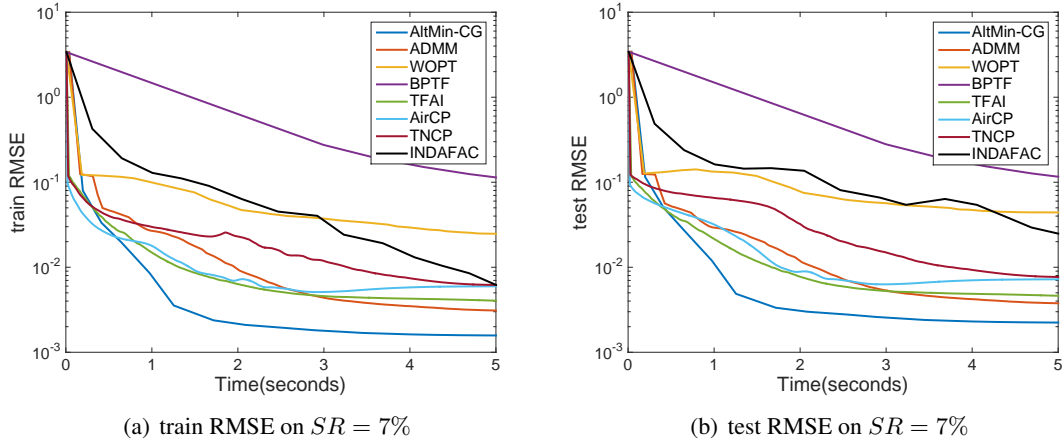 train RMSE
10^1
10^0
10^-1
10^-2
10^-3
0 1 2 3 4 5
Time(seconds)
AltMin-CG
ADMM
WOPT
BPTF
TFAI
AirCP
TNCP
INDAFAC
(a) train RMSE on SR = 7%
test RMSE
10^1
10^0
10^-1
10^-2
10^-3
0 1 2 3 4 5
Time(seconds)
AltMin-CG
ADMM
WOPT
BPTF
TFAI
AirCP
TNCP
INDAFAC
(b) test RMSE on SR = 7%